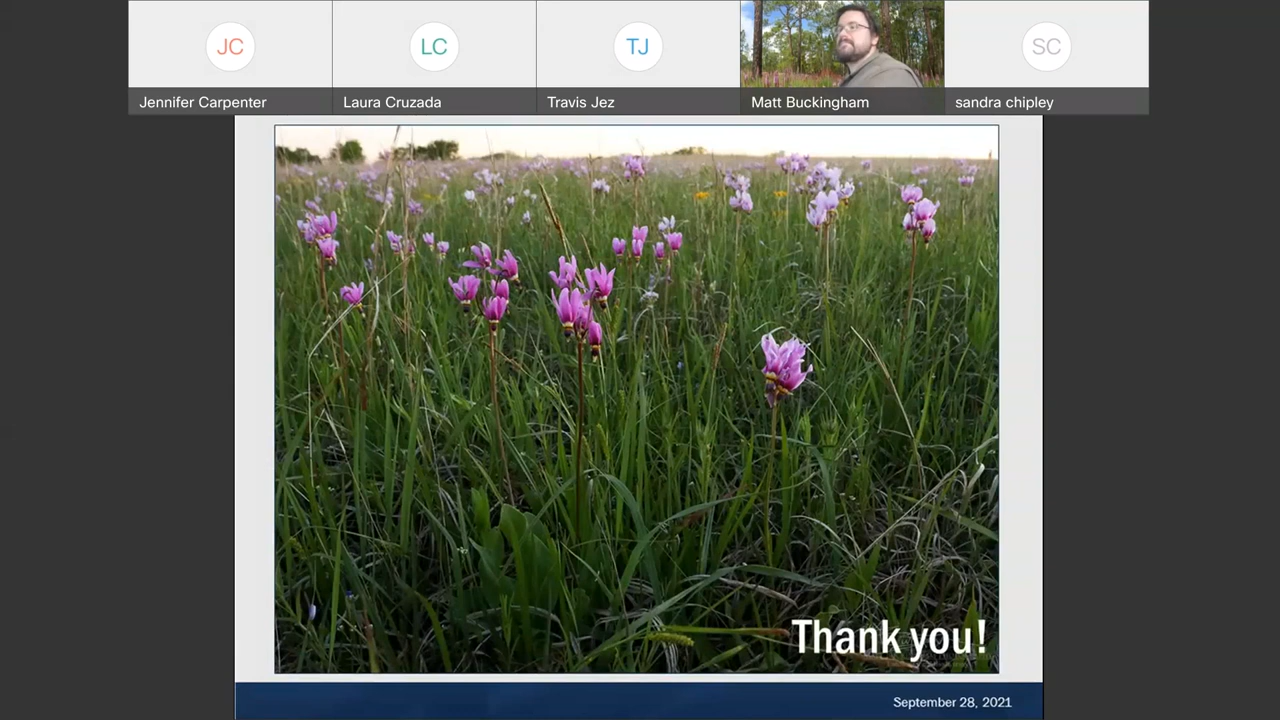 JC
LC
TJ
SC
Jennifer Carpenter
Laura Cruzada
Travis Jez
Matt Buckingham
sandra chipley
Thank you!
September 28, 2021